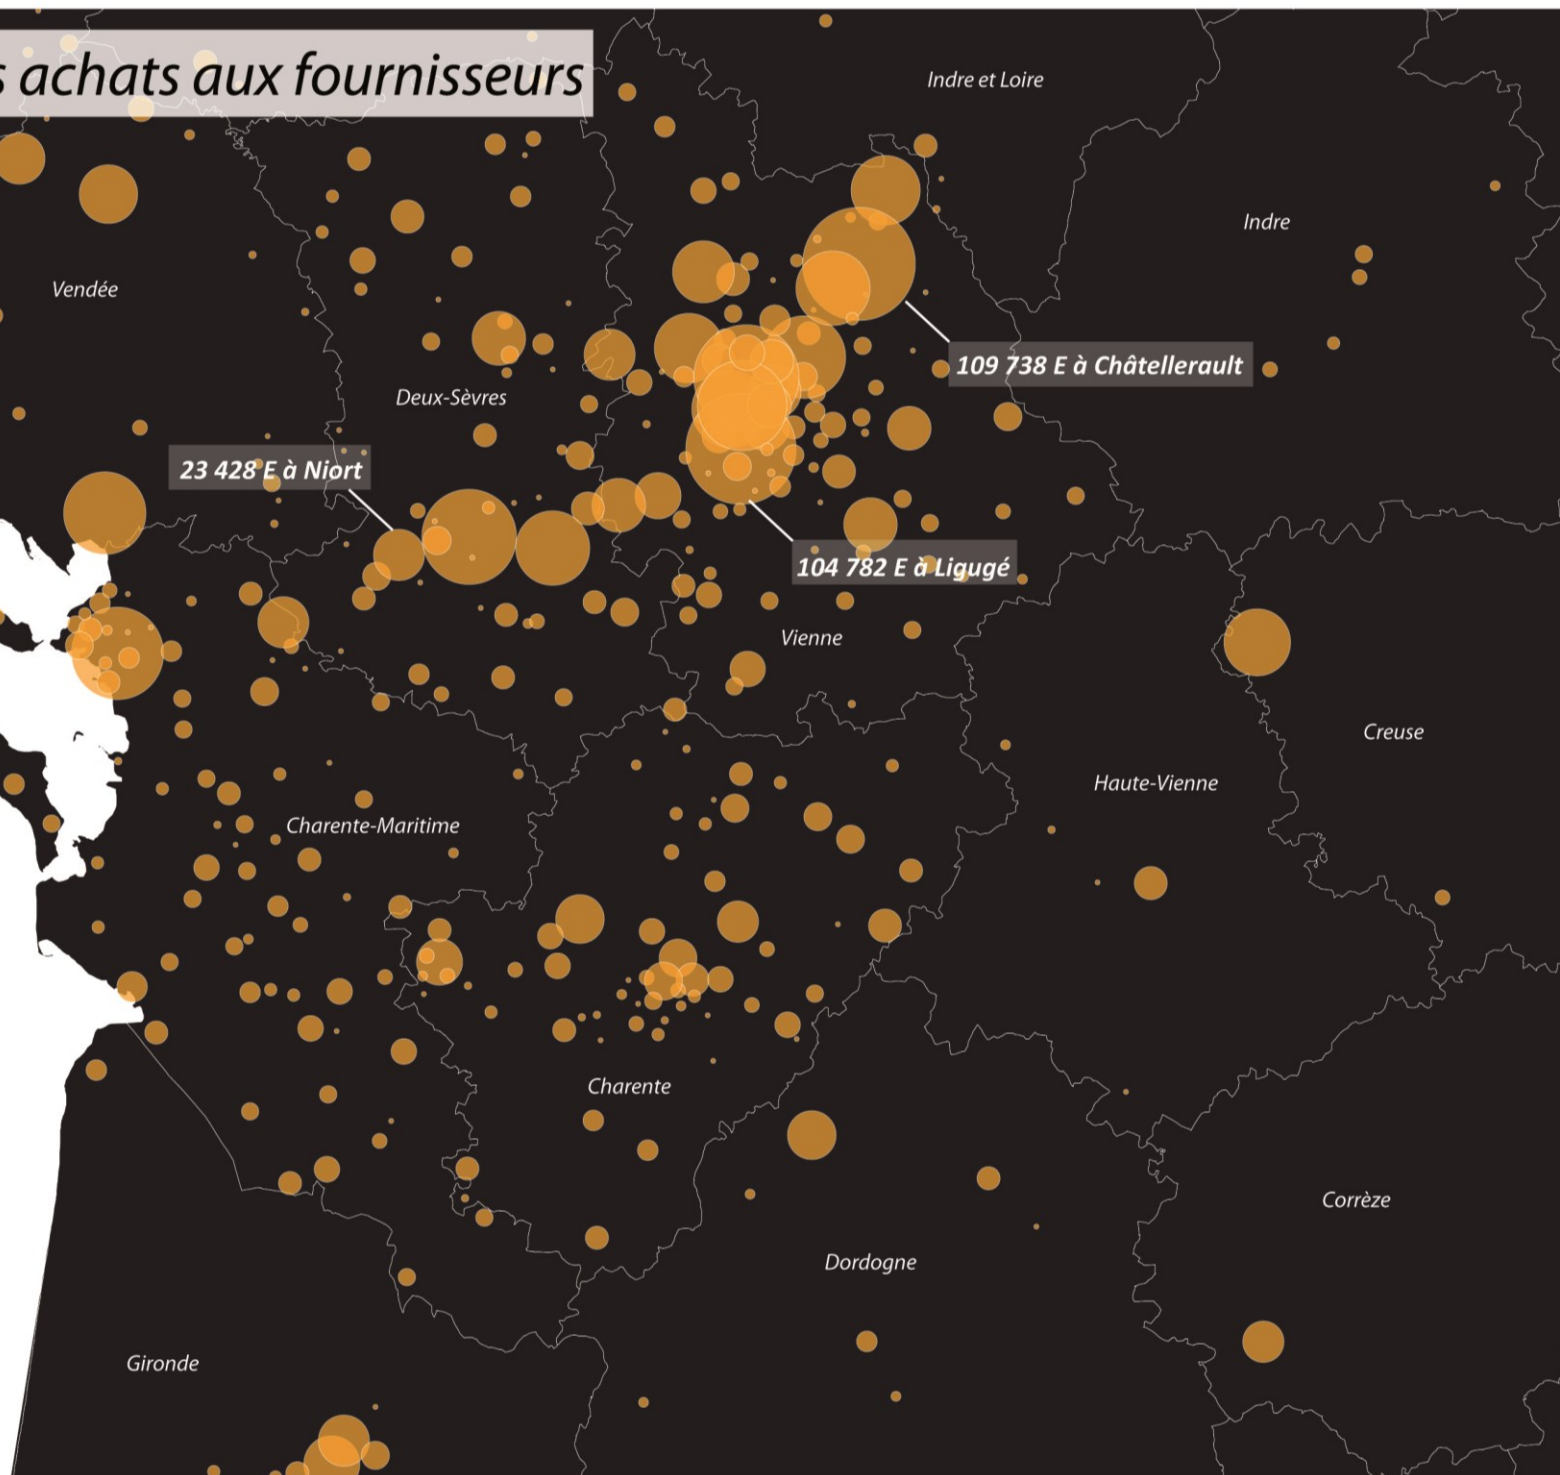 s achats aux fournisseurs
Indre et Loire
Indre
Vendée
109 738 E à Châtellerault
Deux-Sèvres
23 428 E à Niort
104 782 E à Ligugé
Vienne
Creuse
Haute-Vienne
Charente-Maritime
Charente
Corrèze
Dordogne
Gironde